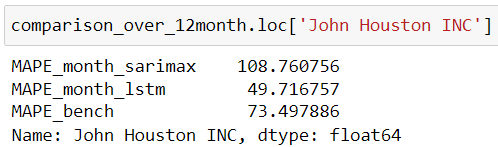 comparison_over_12month.loc['John Houston INC']
MAPE_month_sarimax    108.760756
MAPE_month_lstm        49.716757
MAPE_bench             73.497886
Name: John Houston INC, dtype: float64